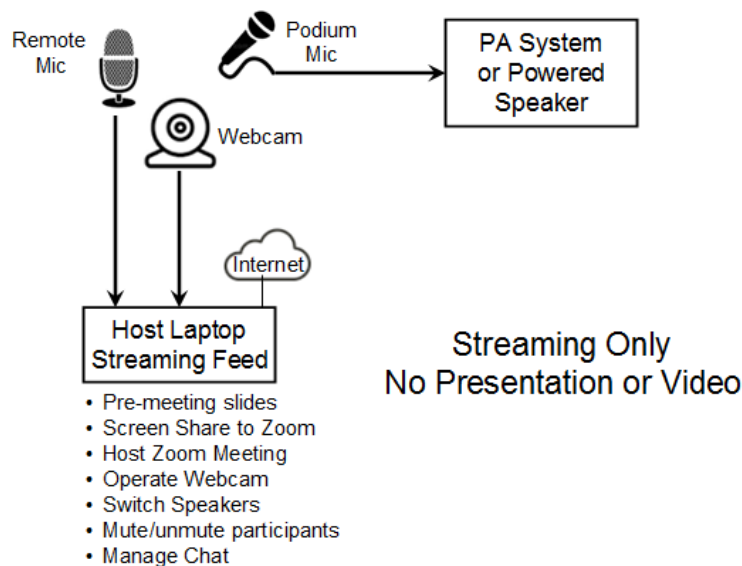 Remote
Mic
Podium
Mic
PA System
or Powered
Speaker
Webcam
Internet
Host Laptop
Streaming Feed
Streaming Only
No Presentation or Video
• Pre-meeting slides
• Screen Share to Zoom
• Host Zoom Meeting
• Operate Webcam
• Switch Speakers
• Mute/unmute participants
• Manage Chat